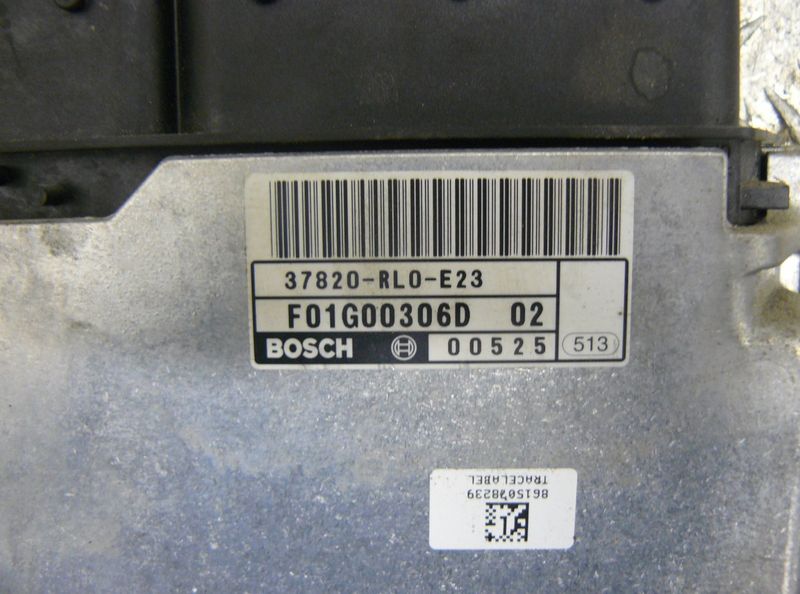 37820-RL0-E23
F01G00306D 02
BOSCH 00525 513
TRACELABEL
8615078239